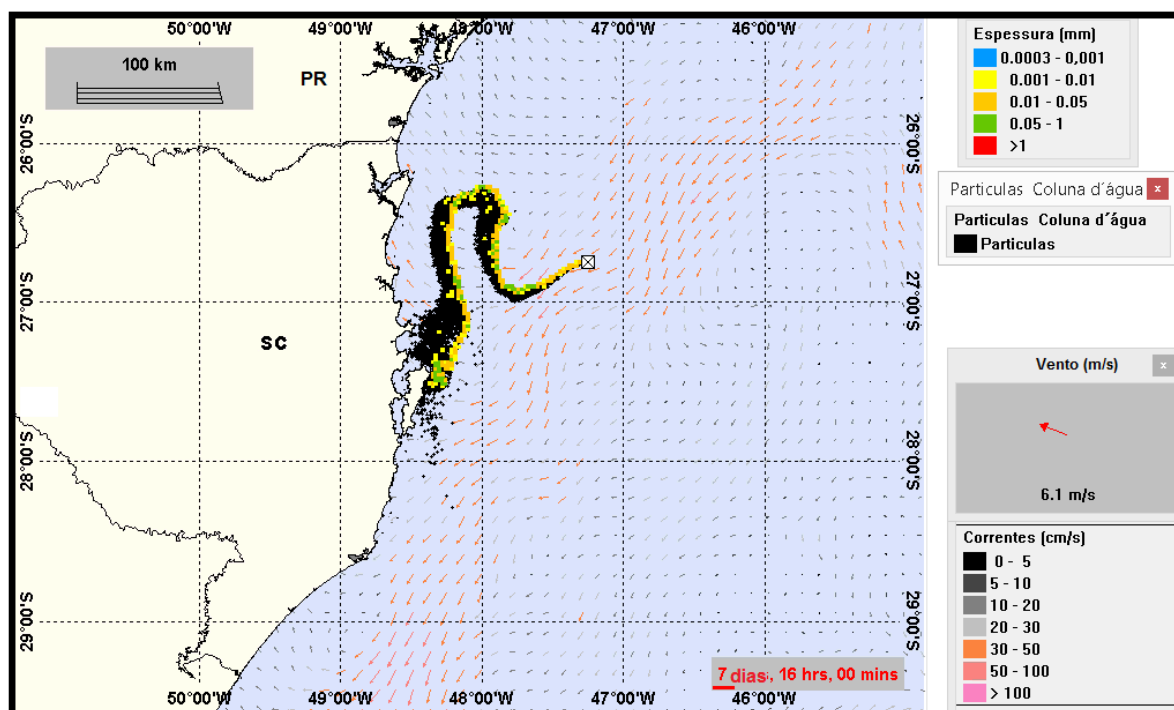 50°00'W 49°00'W 48°00'W 47°00'W 46°00'W
100 km
PR
SC
26°00'S
27°00'S
28°00'S
29°00'S
26°00'S
27°00'S
28°00'S
29°00'S
7 dias, 16 hrs, 00 mins
50°00'W 49°00'W 48°00'W 47°00'W 46°00'W
Espessura (mm)
0.0003 - 0,001
0.001 - 0.01
0.01 - 0.05
0.05 - 1
>1
Particulas Coluna d´água x
Particulas Coluna d´água
Particulas
Vento (m/s) x
6.1 m/s
Correntes (cm/s)
0 - 5
5 - 10
10 - 20
20 - 30
30 - 50
50 - 100
> 100